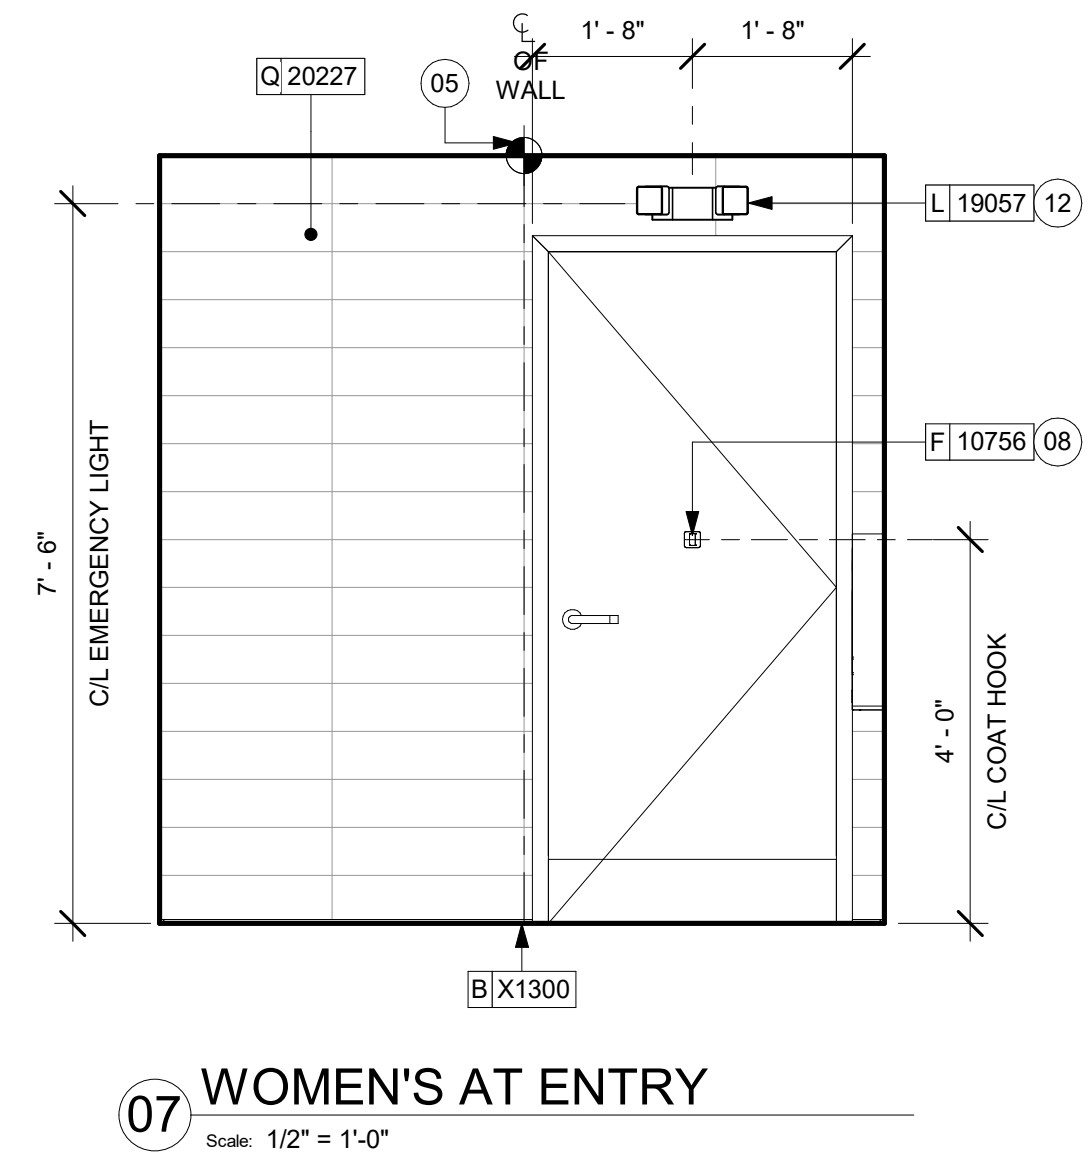 ℄
OF
WALL
1' - 8"
1' - 8"
Q 20227
05
L 19057 12
F 10756 08
7' - 6"
C/L EMERGENCY LIGHT
4' - 0"
C/L COAT HOOK
B X1300
07 WOMEN'S AT ENTRY
Scale: 1/2" = 1'-0"